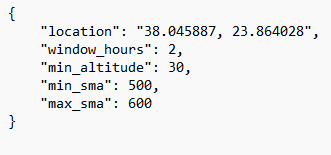 {
    "location": "38.045887, 23.864028",
    "window_hours": 2,
    "min_altitude": 30,
    "min_sma": 500,
    "max_sma": 600
}